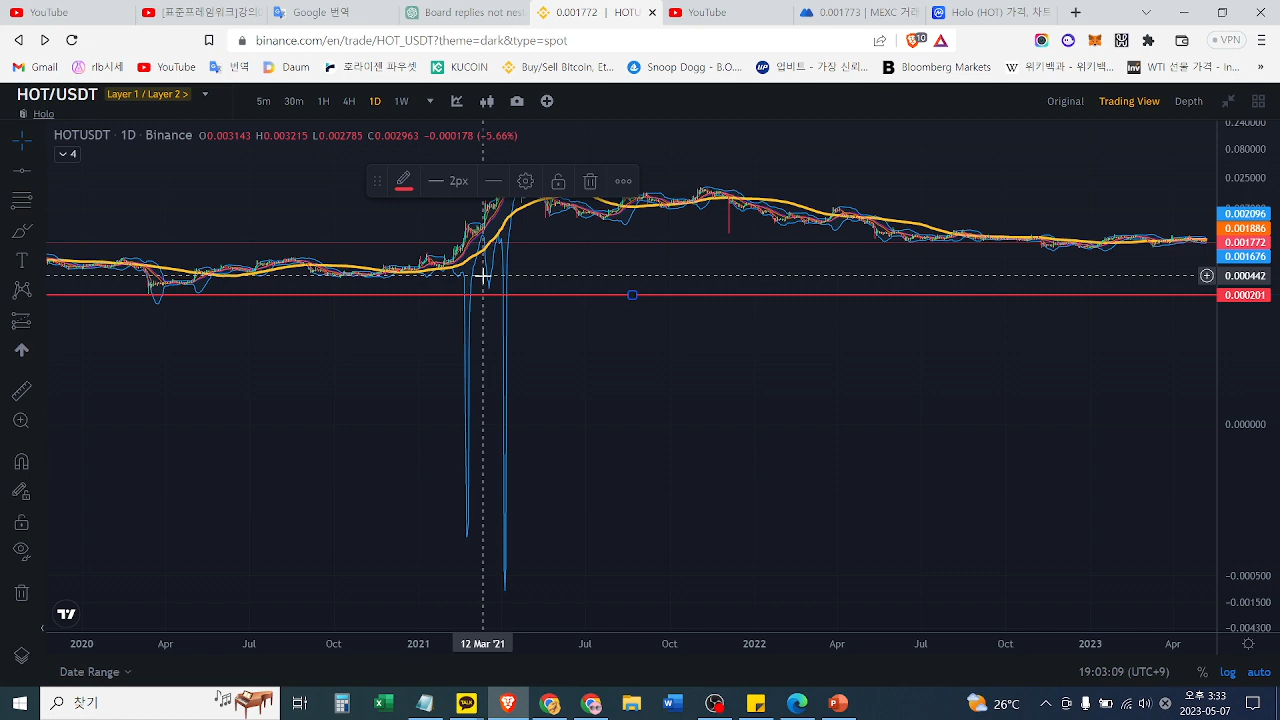 YouTube
[표준프레임워크]강의
Google 번역
Board replies not nest
0.001772 | HOTU
YouTube
0.001773 | MEXC 거래
Holo (HOT) 가격, 차트
binance.com/en/trade/HOT_USDT?theme=dark&type=spot
10
VPN
Gmail
rlb시세
YouTube
번역
Daum
로라이젠 파우치
KUCOIN
Buy/Sell Bitcoin, Et...
Snoop Dogg - B.O....
업비트 - 가장 신뢰...
Bloomberg Markets
위키백과 - 위키백...
WTI 선물 가격 - In...
»
HOT/USDT
Layer 1 / Layer 2 >
5m
30m
1H
4H
1D
1W
Original
Trading View
Depth
Holo
HOTUSDT · 1D · Binance
O0.003143 H0.003215 L0.002785 C0.002963 -0.000178 (-5.66%)
4
2px
0.240000
0.080000
0.025000
0.002096
0.001886
0.001772
0.001676
0.000442
0.000201
0.000000
-0.000500
-0.001500
-0.004300
2020
Apr
Jul
Oct
2021
12 Mar '21
Jul
Oct
2022
Apr
Jul
Oct
2023
Apr
Date Range
19:03:09 (UTC+9)
%
log
auto
찾기
TALK
26°C
오후 3:33
2023-05-07